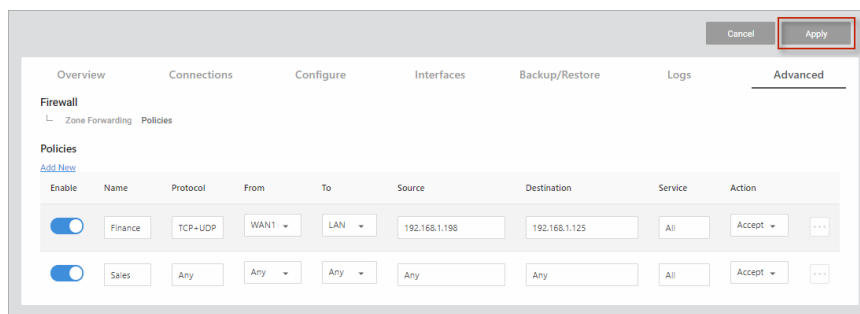 Cancel Apply
Overview Connections Configure Interfaces Backup/Restore Logs Advanced
Firewall
Zone Forwarding Policies
Policies
Add New
Enable Name Protocol From To Source Destination Service Action
Finance TCP+UDP WAN1 LAN 192.168.1.198 192.168.1.125 All Accept
Sales Any Any Any Any Any All Accept